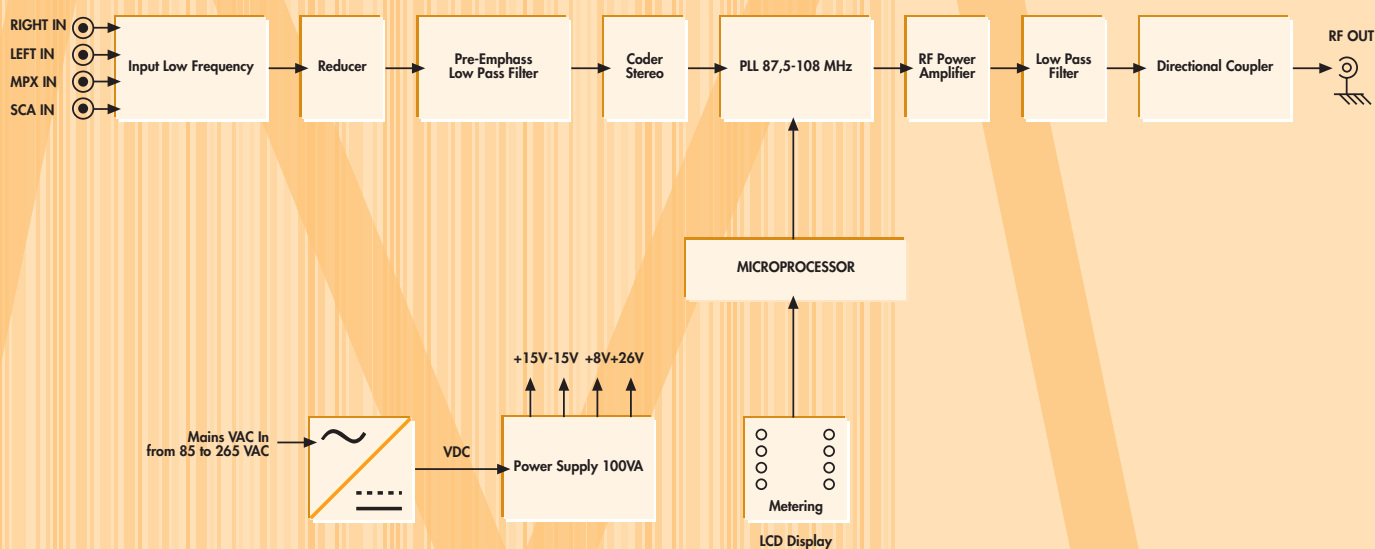 RIGHT IN
LEFT IN
MPX IN
SCA IN
Input Low Frequency
Reducer
Pre-Emphass
Low Pass Filter
Coder
Stereo
PLL 87,5-108 MHz
RF Power
Amplifier
Low Pass
Filter
Directional Coupler
RF OUT
MICROPROCESSOR
+15V-15V +8V+26V
Mains VAC In
from 85 to 265 VAC
VDC
Power Supply 100VA
Metering
LCD Display